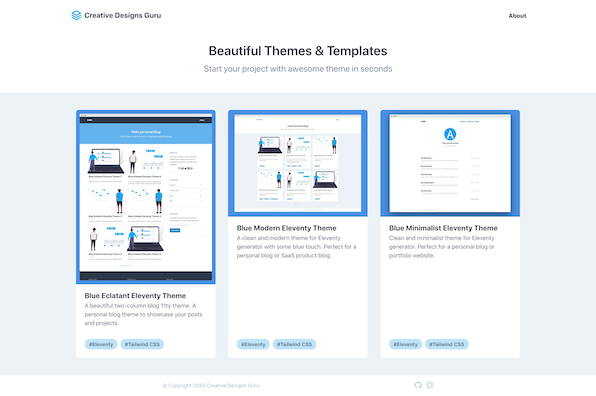 Creative Designs Guru
About
Beautiful Themes & Templates
Start your project with awesome theme in seconds
Hello personal blog
Blue Eclatant Eleventy Theme
A beautiful two-column blog 11ty theme. A
personal blog theme to showcase your posts
and projects.
#Eleventy #Tailwind CSS
Blue Modern Eleventy Theme
A clean and modern theme for Eleventy
generator with some blue touch. Perfect for a
personal blog or SaaS product blog.
#Eleventy #Tailwind CSS
Blue Minimalist Eleventy Theme
Clean and minimalist theme for Eleventy
generator. Perfect for a personal blog or
portfolio website.
#Eleventy #Tailwind CSS
© Copyright 2020 Creative Designs Guru